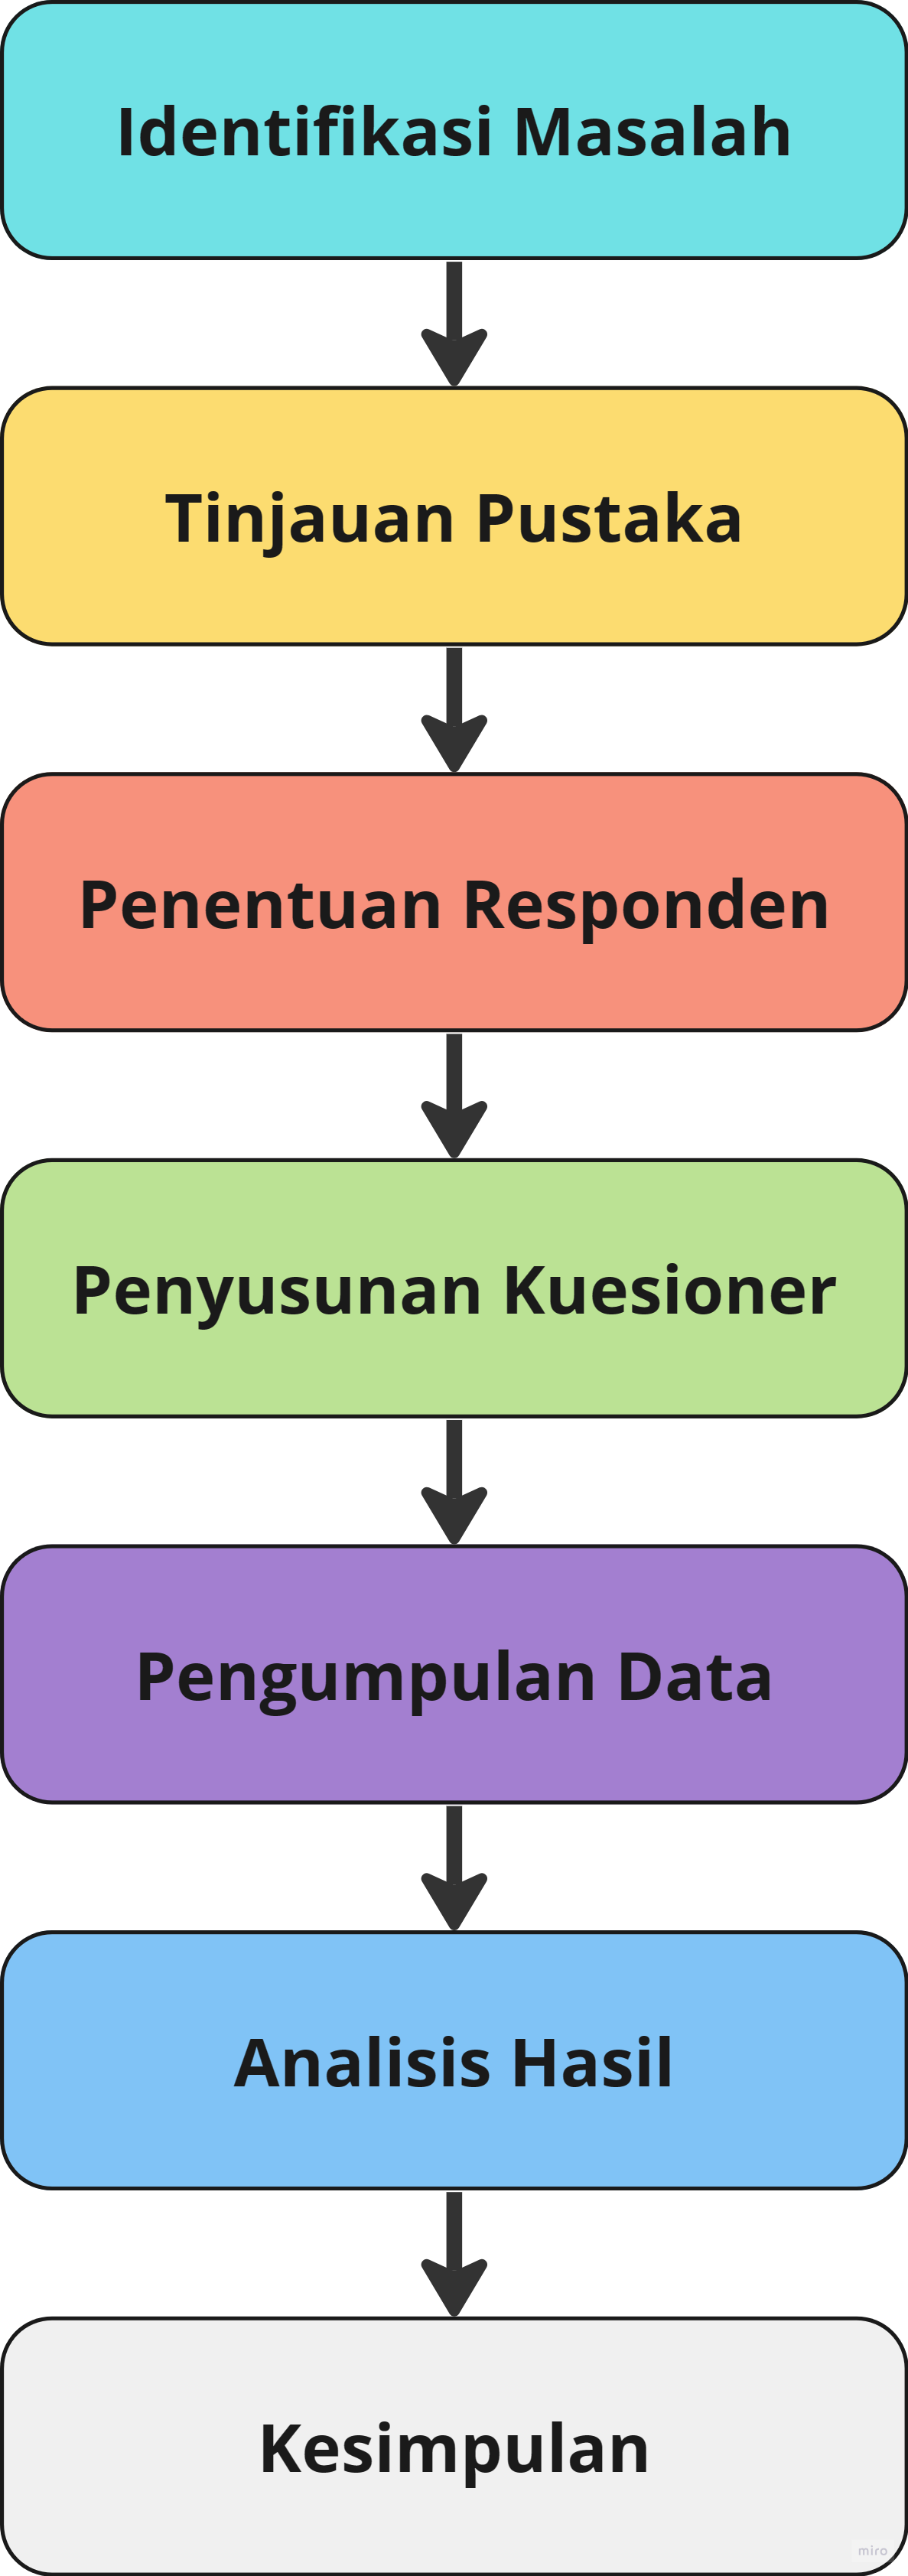 Identifikasi Masalah
Tinjauan Pustaka
Penentuan Responden
Penyusunan Kuesioner
Pengumpulan Data
Analisis Hasil
Kesimpulan
miro